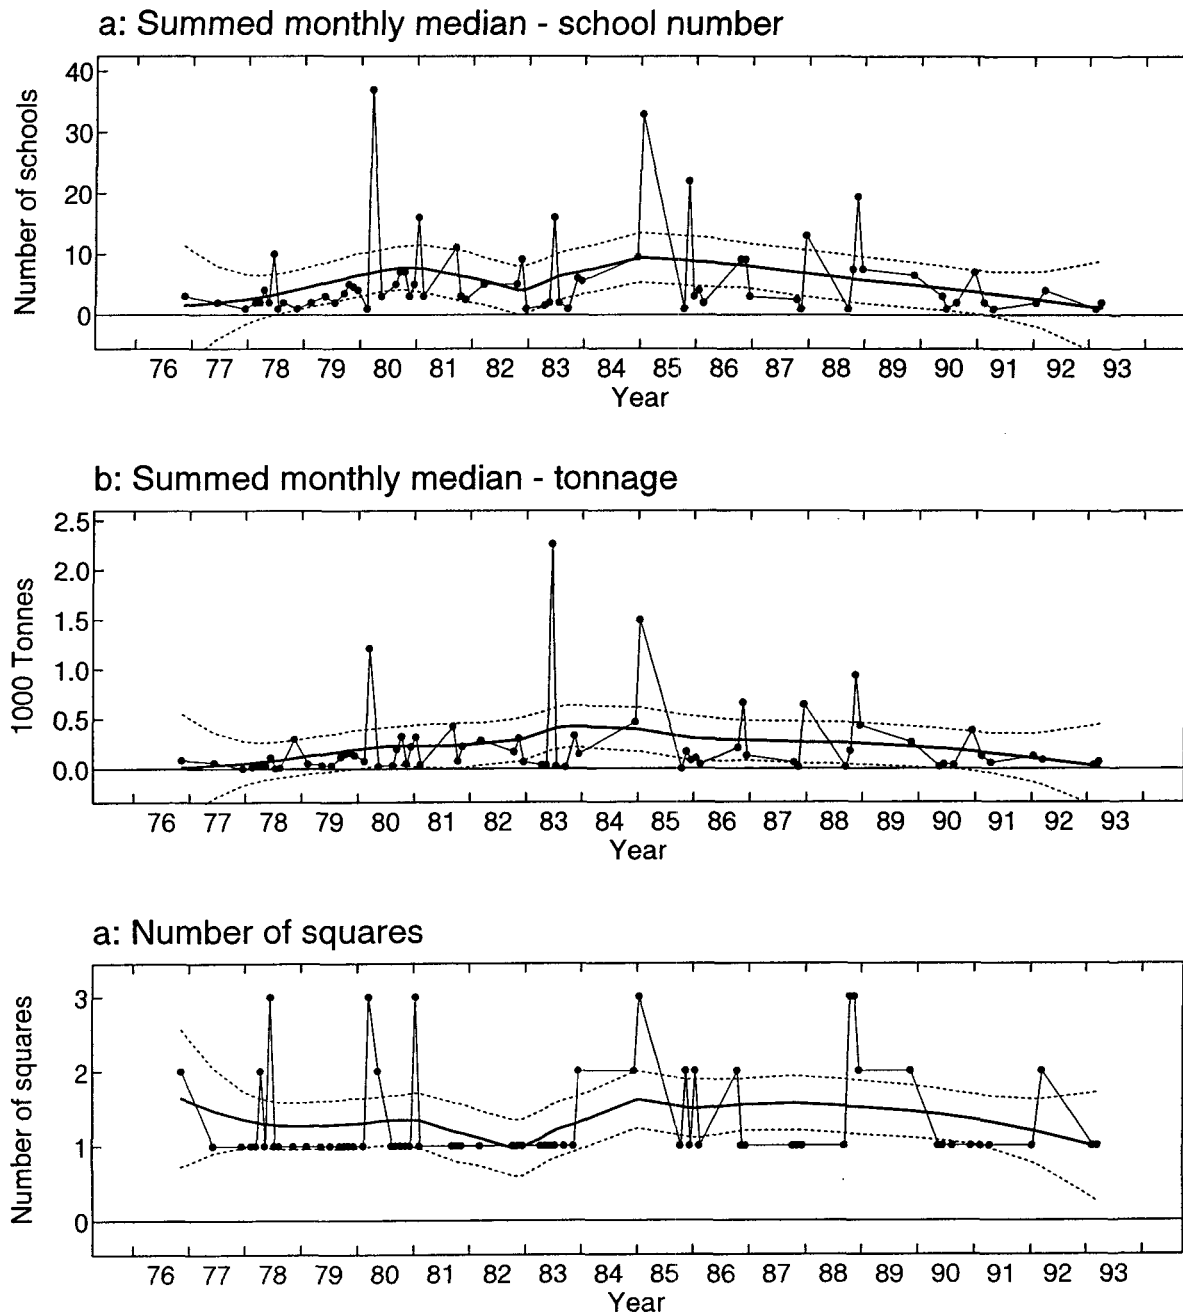 a: Summed monthly median - school number
40
30
20
10
0
Number of schools
76 77 78 79 80 81 82 83 84 85 86 87 88 89 90 91 92 93
Year
b: Summed monthly median - tonnage
2.5
2.0
1.5
1.0
0.5
0.0
1000 Tonnes
76 77 78 79 80 81 82 83 84 85 86 87 88 89 90 91 92 93
Year
a: Number of squares
3
2
1
0
Number of squares
76 77 78 79 80 81 82 83 84 85 86 87 88 89 90 91 92 93
Year